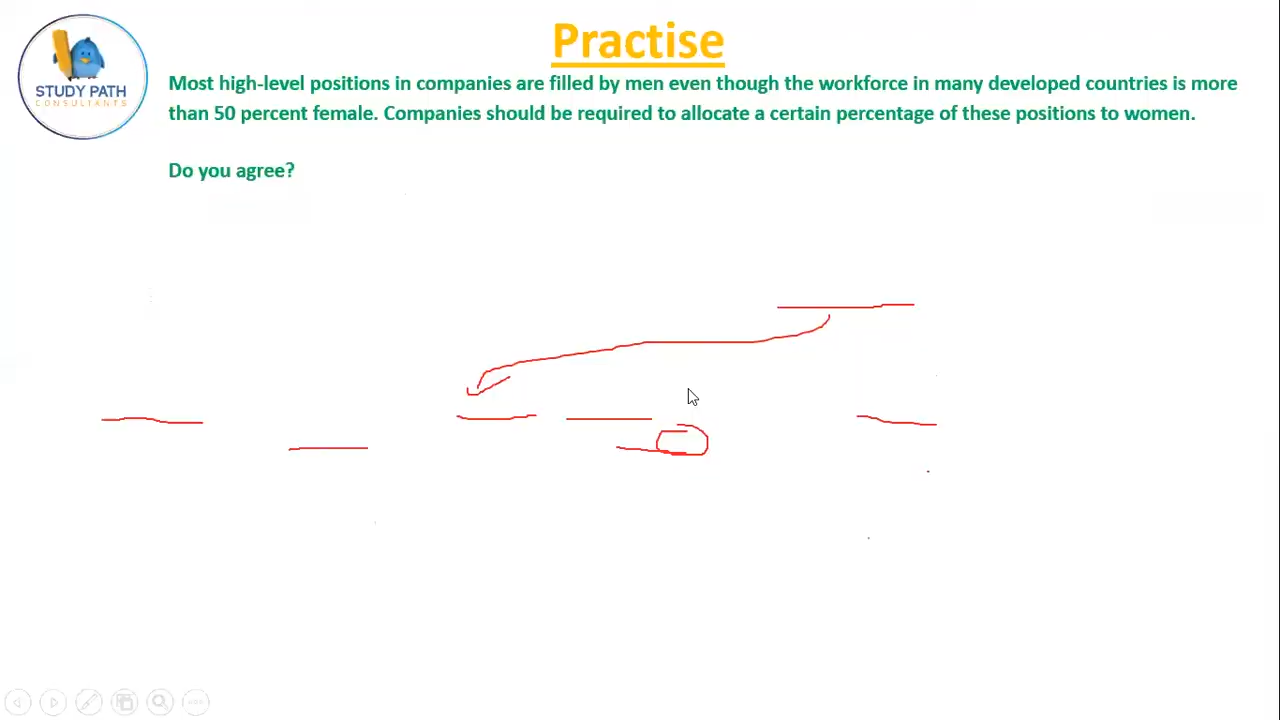 Practise
STUDY PATH
CONSULTANTS
Most high-level positions in companies are filled by men even though the workforce in many developed countries is more
than 50 percent female. Companies should be required to allocate a certain percentage of these positions to women.
Do you agree?